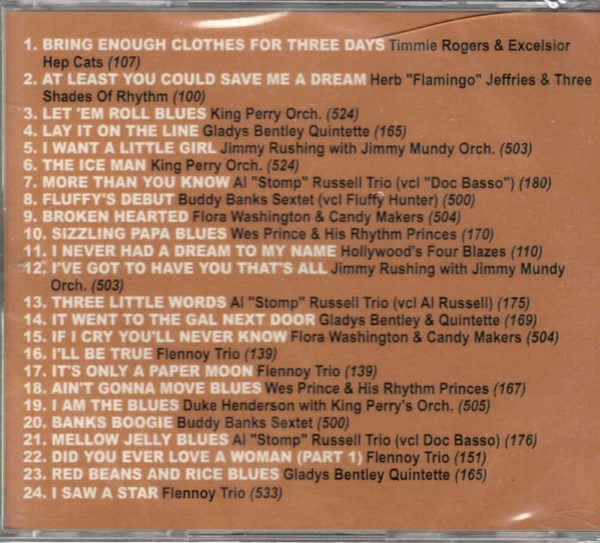 1. BRING ENOUGH CLOTHES FOR THREE DAYS Timmie Rogers & Excelsior
Hep Cats (107)
2. AT LEAST YOU COULD SAVE ME A DREAM Herb "Flamingo" Jeffries & Three
Shades Of Rhythm (100)
3. LET 'EM ROLL BLUES King Perry Orch. (524)
4. LAY IT ON THE LINE Gladys Bentley Quintette (165)
5. I WANT A LITTLE GIRL Jimmy Rushing with Jimmy Mundy Orch. (503)
6. THE ICE MAN King Perry Orch. (524)
7. MORE THAN YOU KNOW Al "Stomp" Russell Trio (vcl "Doc Basso") (180)
8. FLUFFY'S DEBUT Buddy Banks Sextet (vcl Fluffy Hunter) (500)
9. BROKEN HEARTED Flora Washington & Candy Makers (504)
10. SIZZLING PAPA BLUES Wes Prince & His Rhythm Princes (170)
11. I NEVER HAD A DREAM TO MY NAME Hollywood's Four Blazes (110)
12. I'VE GOT TO HAVE YOU THAT'S ALL Jimmy Rushing with Jimmy Mundy
Orch. (503)
13. THREE LITTLE WORDS Al "Stomp" Russell Trio (vcl Al Russell) (175)
14. IT WENT TO THE GAL NEXT DOOR Gladys Bentley & Quintette (169)
15. IF I CRY YOU'LL NEVER KNOW Flora Washington & Candy Makers (504)
16. I'LL BE TRUE Flennoy Trio (139)
17. IT'S ONLY A PAPER MOON Flennoy Trio (139)
18. AIN'T GONNA MOVE BLUES Wes Prince & His Rhythm Princes (167)
19. I AM THE BLUES Duke Henderson with King Perry's Orch. (505)
20. BANKS BOOGIE Buddy Banks Sextet (500)
21. MELLOW JELLY BLUES Al "Stomp" Russell Trio (vcl Doc Basso) (176)
22. DID YOU EVER LOVE A WOMAN (PART 1) Flennoy Trio (151)
23. RED BEANS AND RICE BLUES Gladys Bentley Quintette (165)
24. I SAW A STAR Flennoy Trio (533)